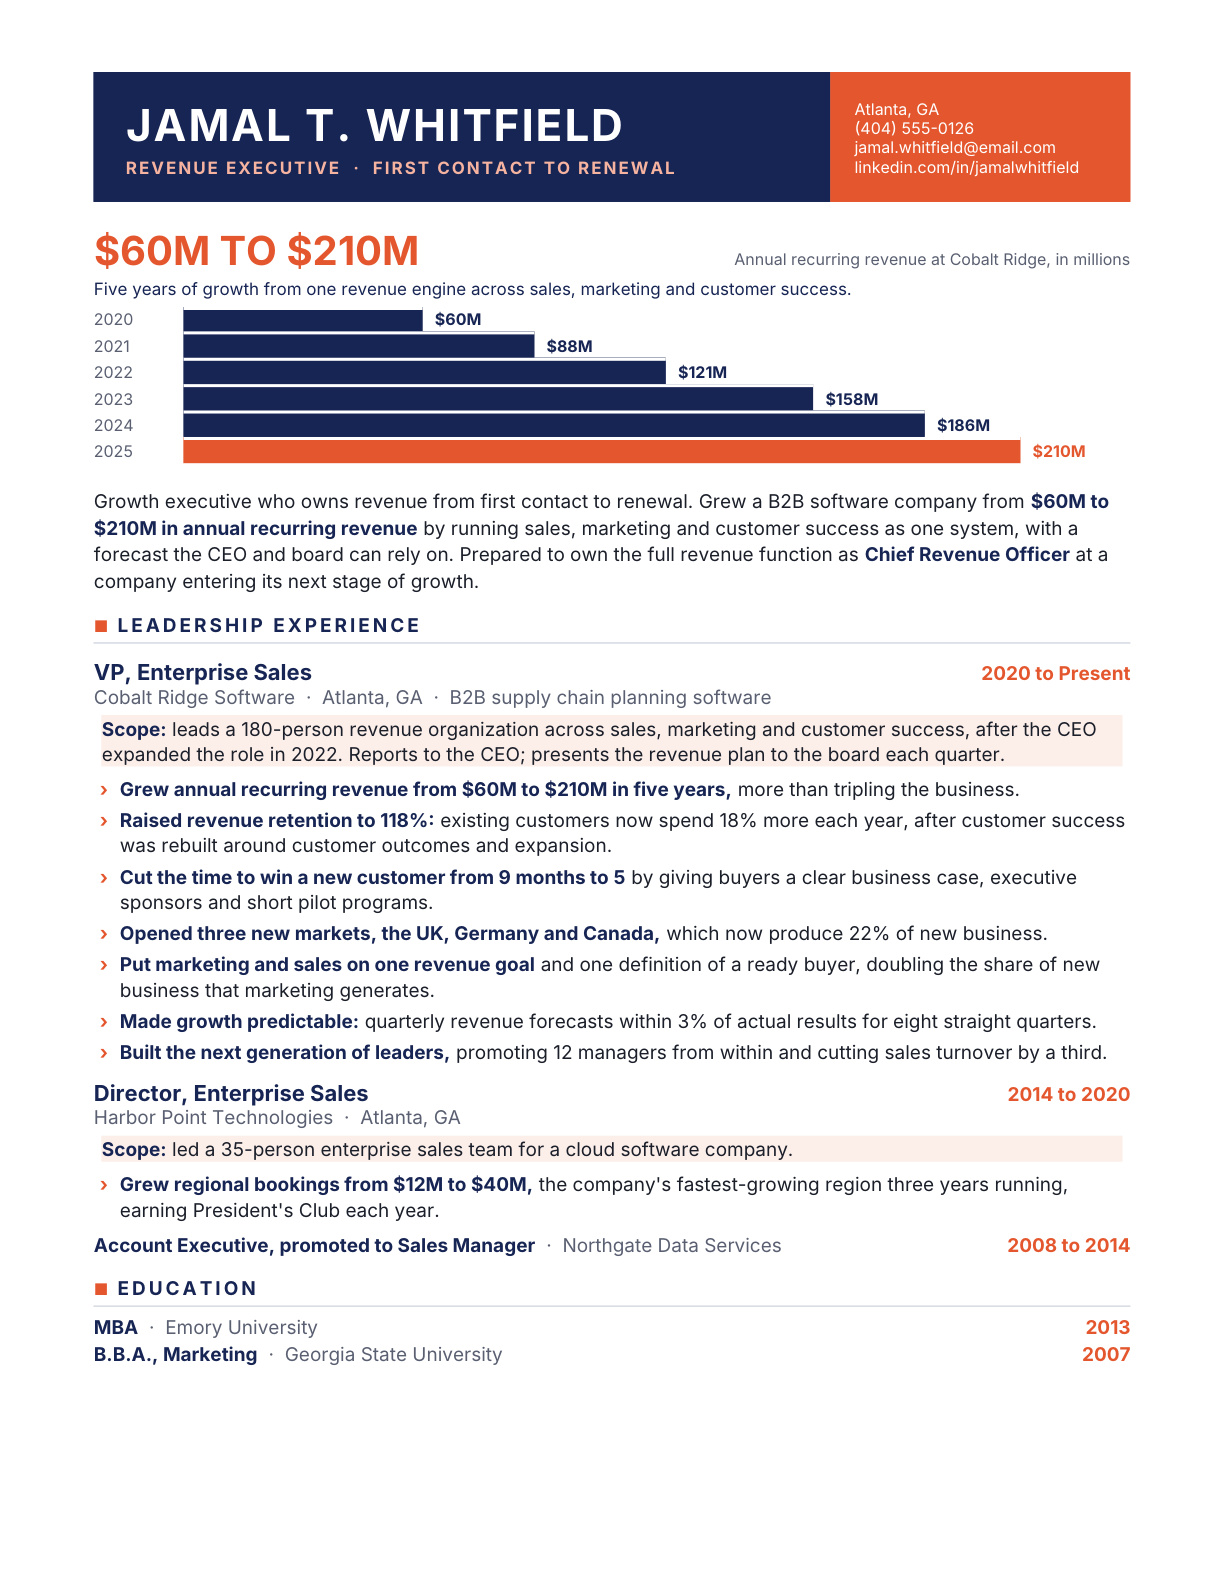 JAMAL T. WHITFIELD
REVENUE EXECUTIVE · FIRST CONTACT TO RENEWAL
Atlanta, GA
(404) 555-0126
jamal.whitfield@email.com
linkedin.com/in/jamalwhitfield
$60M TO $210M
Annual recurring revenue at Cobalt Ridge, in millions
Five years of growth from one revenue engine across sales, marketing and customer success.
2020 $60M
2021 $88M
2022 $121M
2023 $158M
2024 $186M
2025 $210M
Growth executive who owns revenue from first contact to renewal. Grew a B2B software company from $60M to
$210M in annual recurring revenue by running sales, marketing and customer success as one system, with a
forecast the CEO and board can rely on. Prepared to own the full revenue function as Chief Revenue Officer at a
company entering its next stage of growth.
■ LEADERSHIP EXPERIENCE
VP, Enterprise Sales 2020 to Present
Cobalt Ridge Software · Atlanta, GA · B2B supply chain planning software
Scope: leads a 180-person revenue organization across sales, marketing and customer success, after the CEO
expanded the role in 2022. Reports to the CEO; presents the revenue plan to the board each quarter.
› Grew annual recurring revenue from $60M to $210M in five years, more than tripling the business.
› Raised revenue retention to 118%: existing customers now spend 18% more each year, after customer success
was rebuilt around customer outcomes and expansion.
› Cut the time to win a new customer from 9 months to 5 by giving buyers a clear business case, executive
sponsors and short pilot programs.
› Opened three new markets, the UK, Germany and Canada, which now produce 22% of new business.
› Put marketing and sales on one revenue goal and one definition of a ready buyer, doubling the share of new
business that marketing generates.
› Made growth predictable: quarterly revenue forecasts within 3% of actual results for eight straight quarters.
› Built the next generation of leaders, promoting 12 managers from within and cutting sales turnover by a third.
Director, Enterprise Sales 2014 to 2020
Harbor Point Technologies · Atlanta, GA
Scope: led a 35-person enterprise sales team for a cloud software company.
› Grew regional bookings from $12M to $40M, the company's fastest-growing region three years running,
earning President's Club each year.
Account Executive, promoted to Sales Manager · Northgate Data Services 2008 to 2014
■ EDUCATION
MBA · Emory University 2013
B.B.A., Marketing · Georgia State University 2007